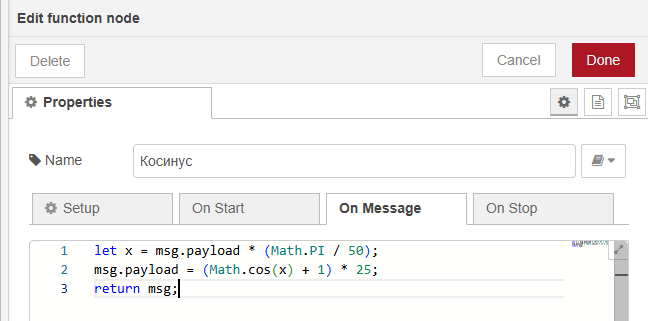 Edit function node
Delete
Cancel
Done
Properties
Name
Косинус
Setup
On Start
On Message
On Stop
1 let x = msg.payload * (Math.PI / 50);
2 msg.payload = (Math.cos(x) + 1) * 25;
3 return msg;